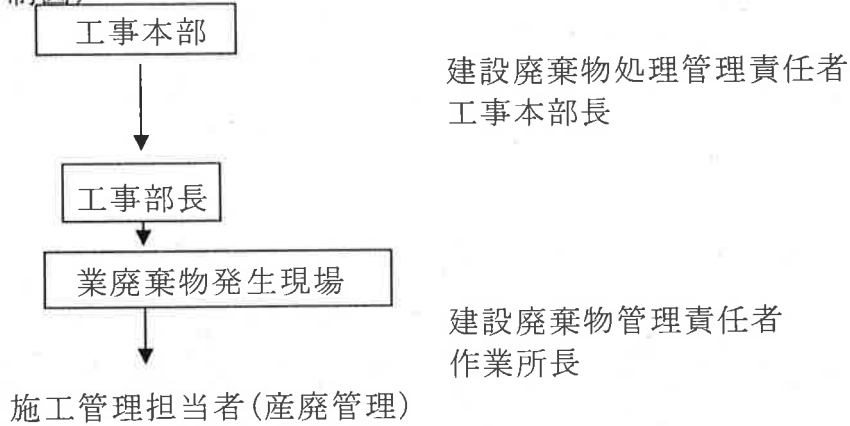 工事本部
建設廃棄物処理管理責任者
工事本部長
工事部長
業廃棄物発生現場
建設廃棄物管理責任者
作業所長
施工管理担当者(産廃管理)